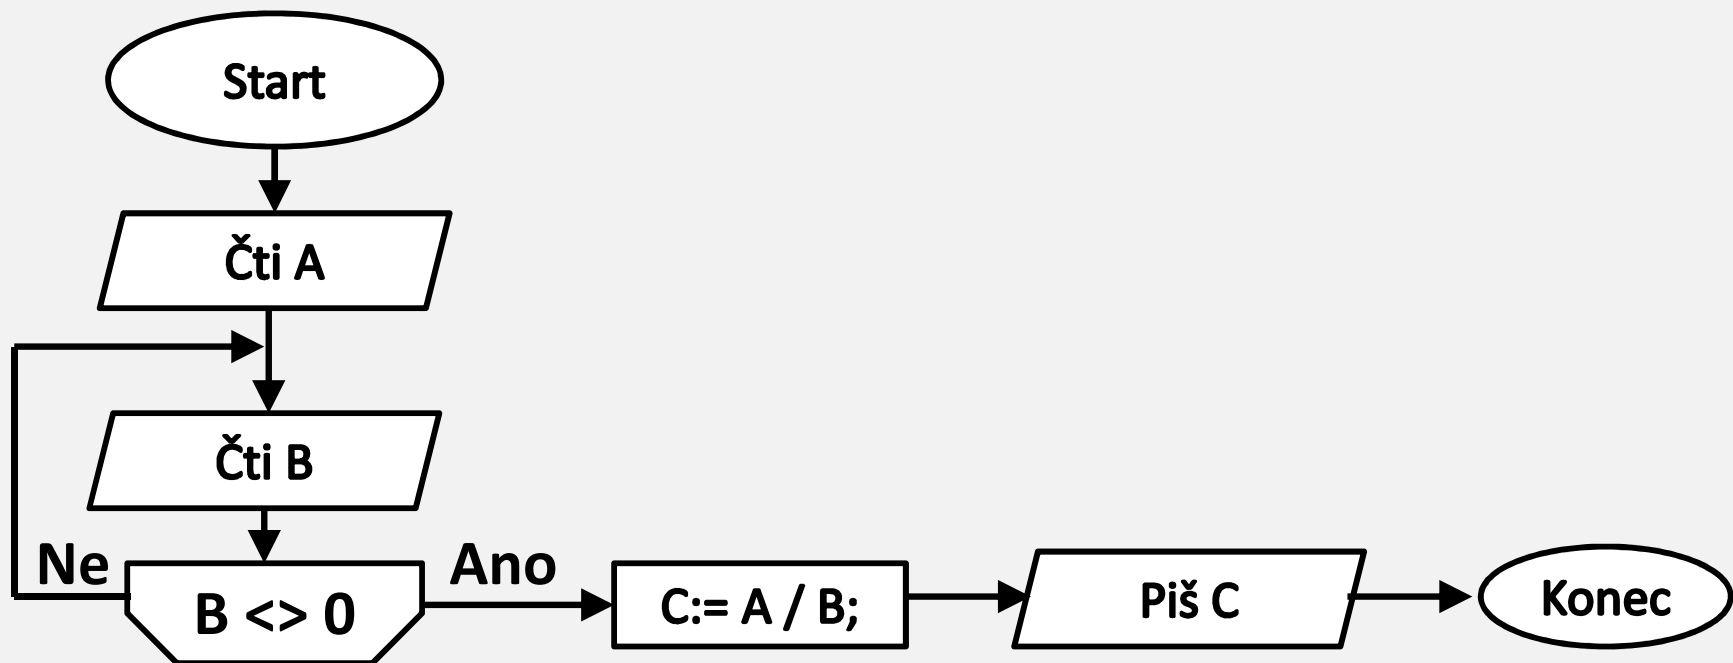 Start
Čti A
Čti B
Ne
B <> 0
Ano
C:= A / B;
Piš C
Konec